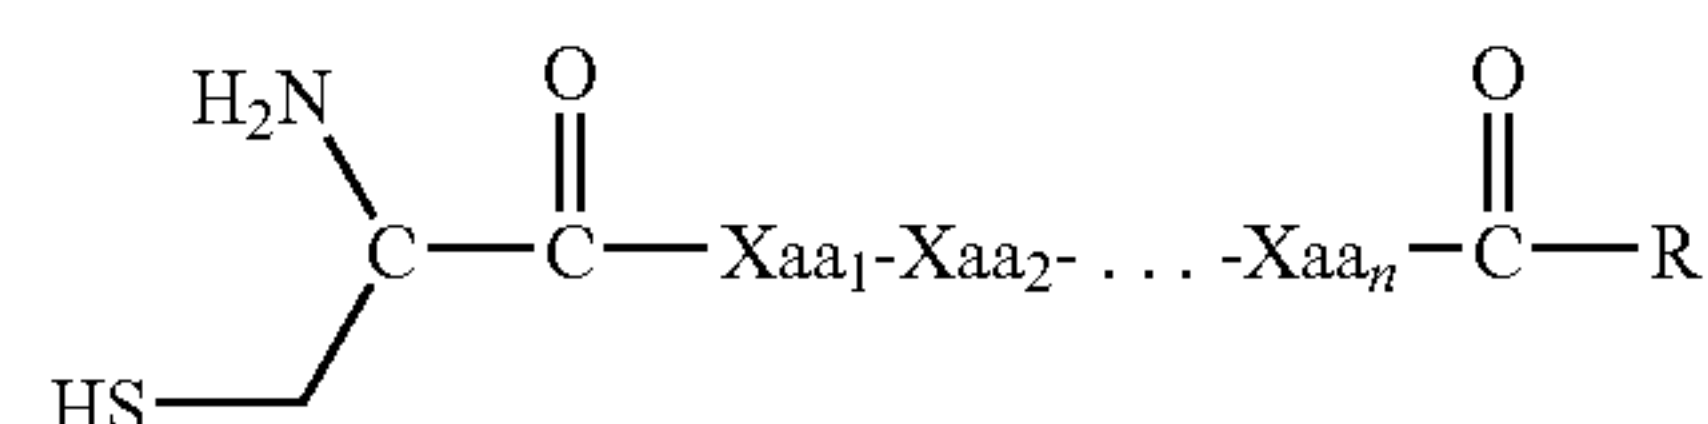 O O
H₂N
C C Xaa₁-Xaa₂- . . . -Xaaₙ C R
HS